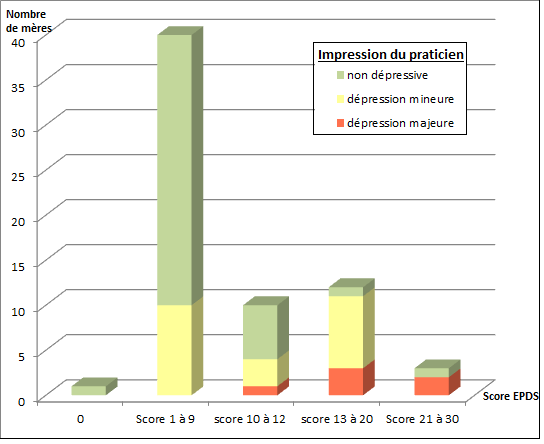 Nombre
de mères
40
35
30
25
20
15
10
5
0
Impression du praticien
non dépressive
dépression mineure
dépression majeure
0
Score 1 à 9
score 10 à 12
score 13 à 20
Score 21 à 30
Score EPDS